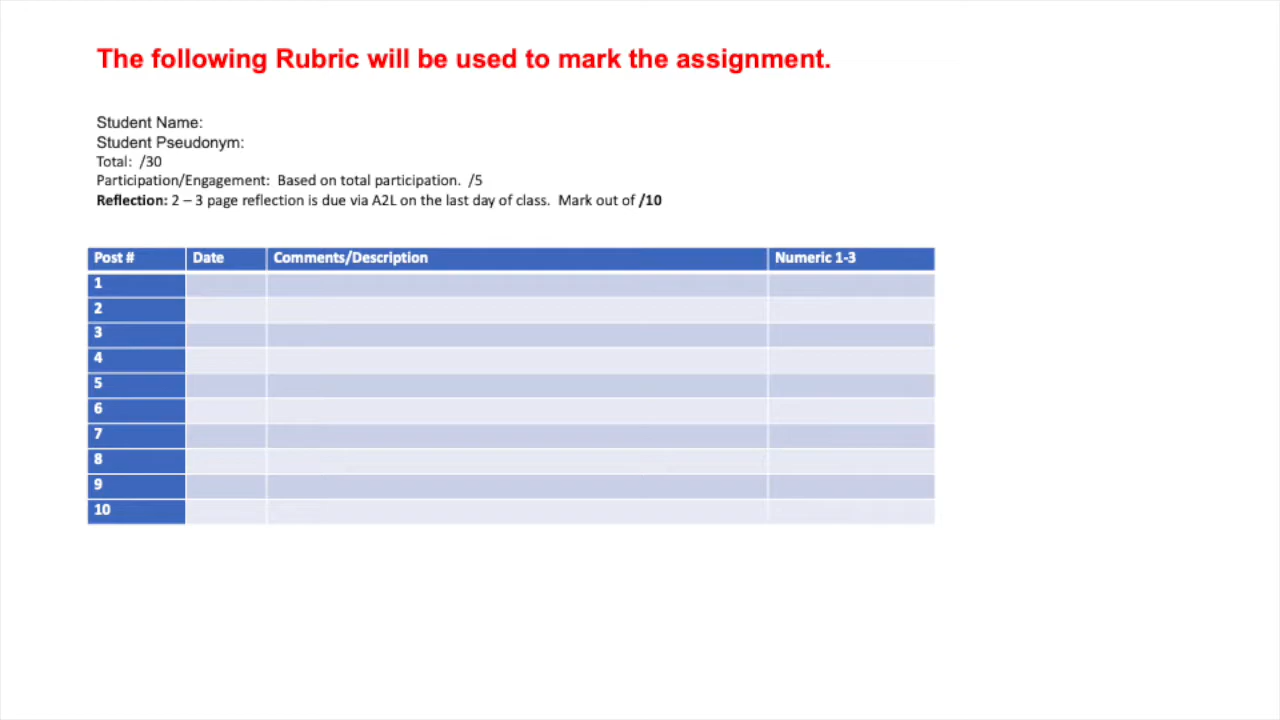 The following Rubric will be used to mark the assignment.
Student Name:
Student Pseudonym:
Total:  /30
Participation/Engagement:  Based on total participation.  /5
Reflection: 2 – 3 page reflection is due via A2L on the last day of class.  Mark out of /10
Post # Date Comments/Description Numeric 1-3
1
2
3
4
5
6
7
8
9
10